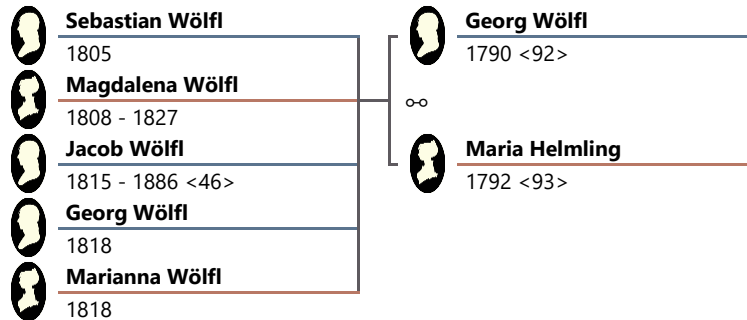 Sebastian Wölfl
1805
Magdalena Wölfl
1808 - 1827
Jacob Wölfl
1815 - 1886 <46>
Georg Wölfl
1818
Marianna Wölfl
1818
Georg Wölfl
1790 <92>
Maria Helmling
1792 <93>